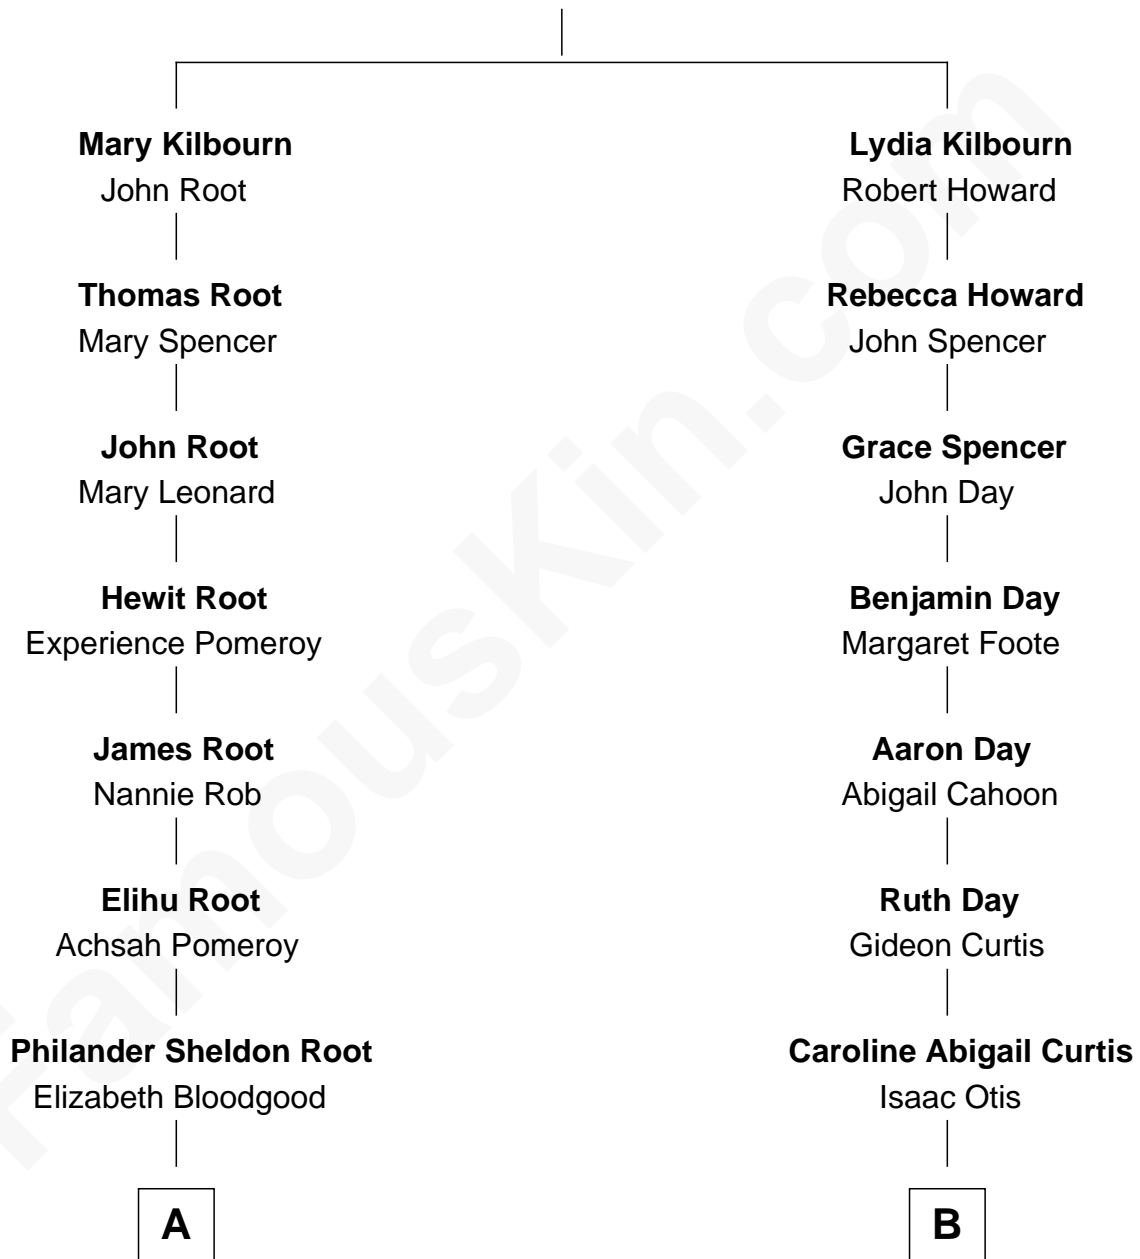 Mary Kilbourn
John Root
Thomas Root
Mary Spencer
John Root
Mary Leonard
Hewit Root
Experience Pomeroy
James Root
Nannie Rob
Elihu Root
Achsah Pomeroy
Philander Sheldon Root
Elizabeth Bloodgood
A
Lydia Kilbourn
Robert Howard
Rebecca Howard
John Spencer
Grace Spencer
John Day
Benjamin Day
Margaret Foote
Aaron Day
Abigail Cahoon
Ruth Day
Gideon Curtis
Caroline Abigail Curtis
Isaac Otis
B
FamousKin.com